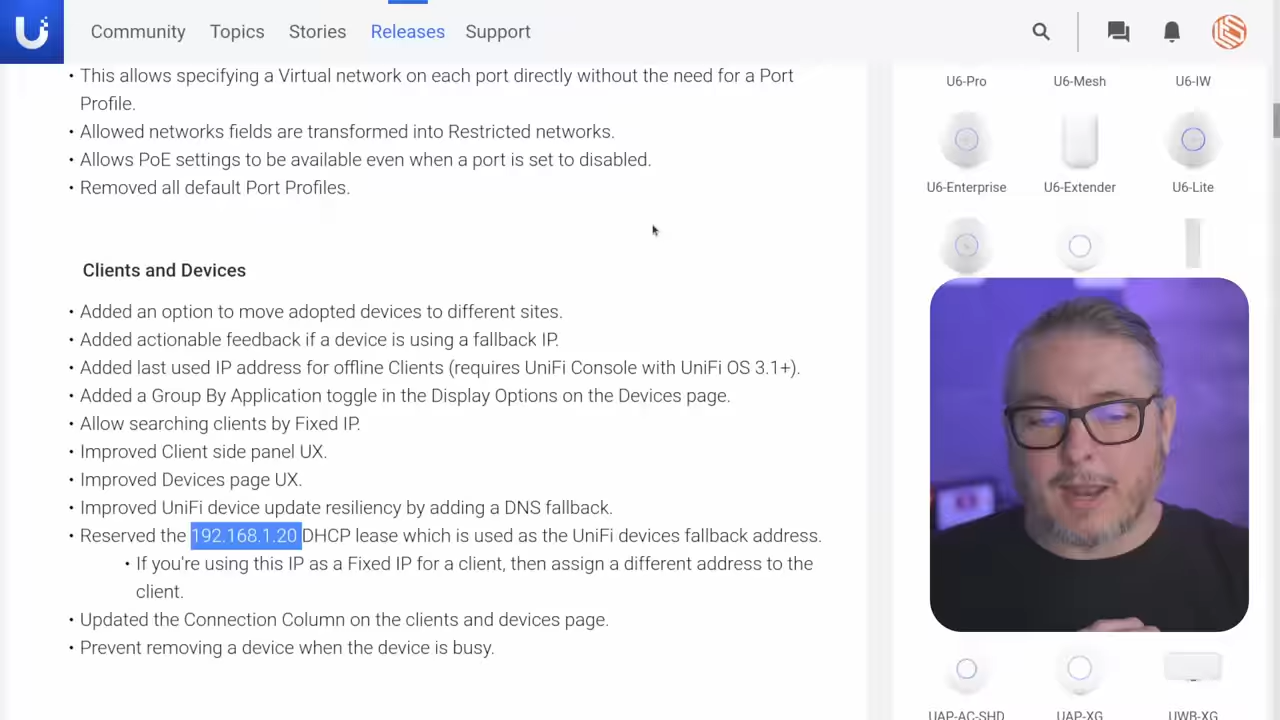 Community Topics Stories Releases Support
• This allows specifying a Virtual network on each port directly without the need for a Port
Profile.
• Allowed networks fields are transformed into Restricted networks.
• Allows PoE settings to be available even when a port is set to disabled.
• Removed all default Port Profiles.
Clients and Devices
• Added an option to move adopted devices to different sites.
• Added actionable feedback if a device is using a fallback IP.
• Added last used IP address for offline Clients (requires UniFi Console with UniFi OS 3.1+).
• Added a Group By Application toggle in the Display Options on the Devices page.
• Allow searching clients by Fixed IP.
• Improved Client side panel UX.
• Improved Devices page UX.
• Improved UniFi device update resiliency by adding a DNS fallback.
• Reserved the 192.168.1.20 DHCP lease which is used as the UniFi devices fallback address.
• If you're using this IP as a Fixed IP for a client, then assign a different address to the
client.
• Updated the Connection Column on the clients and devices page.
• Prevent removing a device when the device is busy.
U6-Pro U6-Mesh U6-IW
U6-Enterprise U6-Extender U6-Lite
UAP-AC-SHD UAP-XG UWB-XG